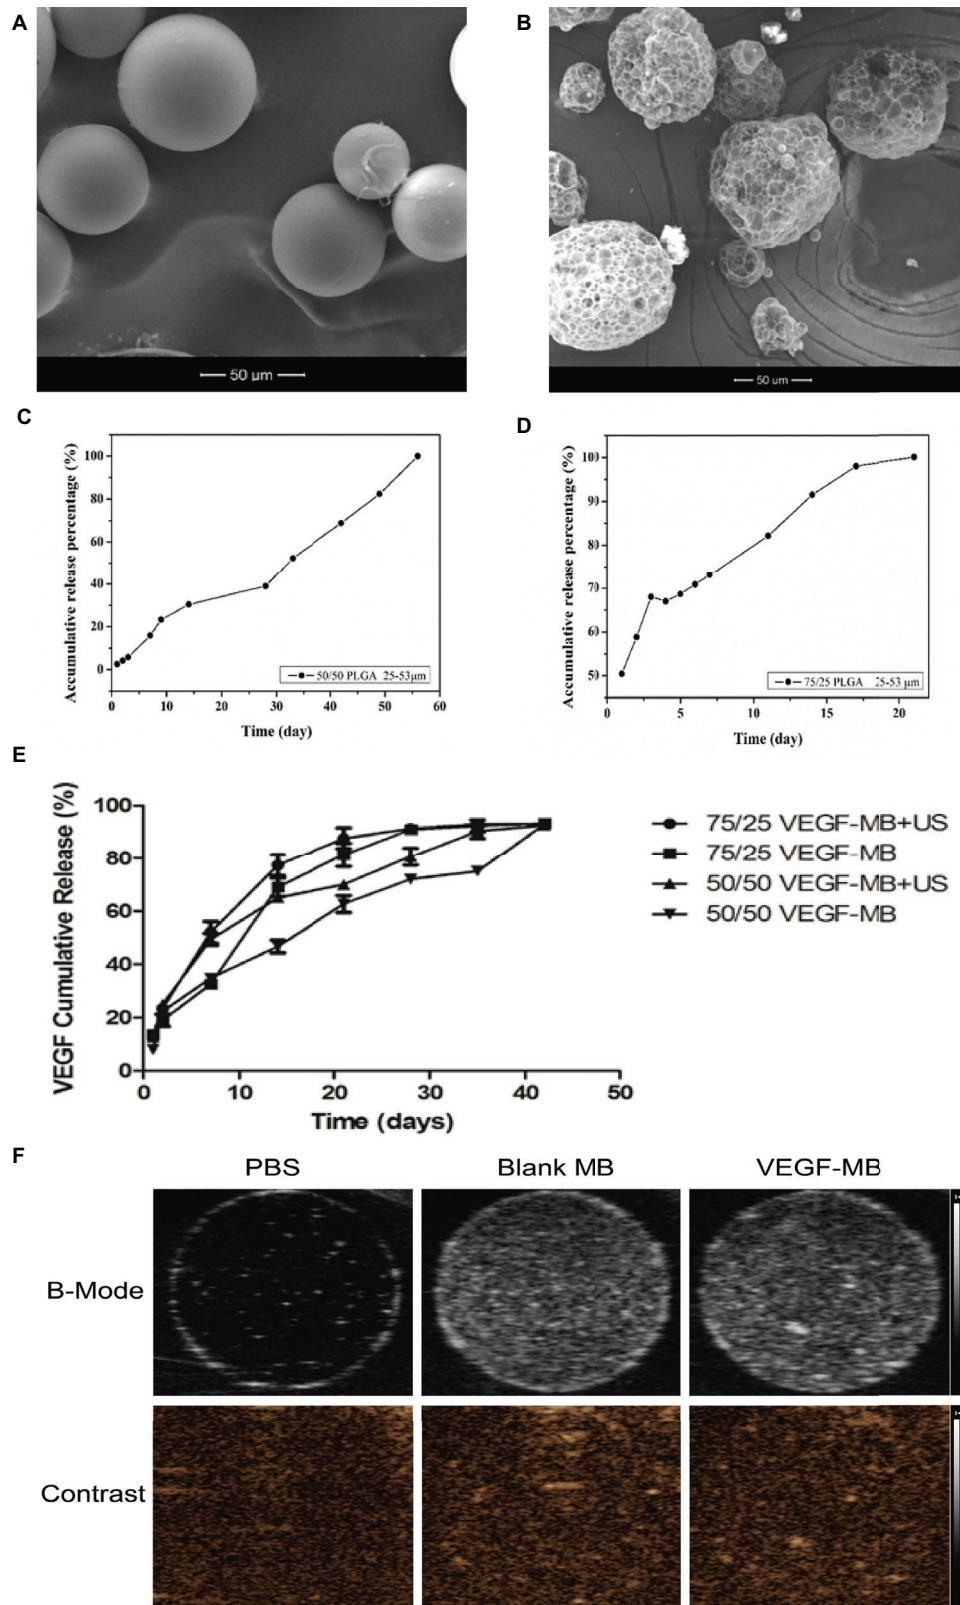 A
B
50 µm
50 µm
C
D
Accumulative release percentage (%)
100
80
60
40
20
0
50/50 PLGA 25-53µm
0 10 20 30 40 50 60
Time (day)
Accumulative release percentage (%)
100
90
80
70
60
50
75/25 PLGA 25-53 µm
0 5 10 15 20
Time (day)
E
VEGF Cumulative Release (%)
100
80
60
40
20
0
0 10 20 30 40 50
Time (days)
75/25 VEGF-MB+US
75/25 VEGF-MB
50/50 VEGF-MB+US
50/50 VEGF-MB
F
PBS Blank MB VEGF-MB
B-Mode
Contrast